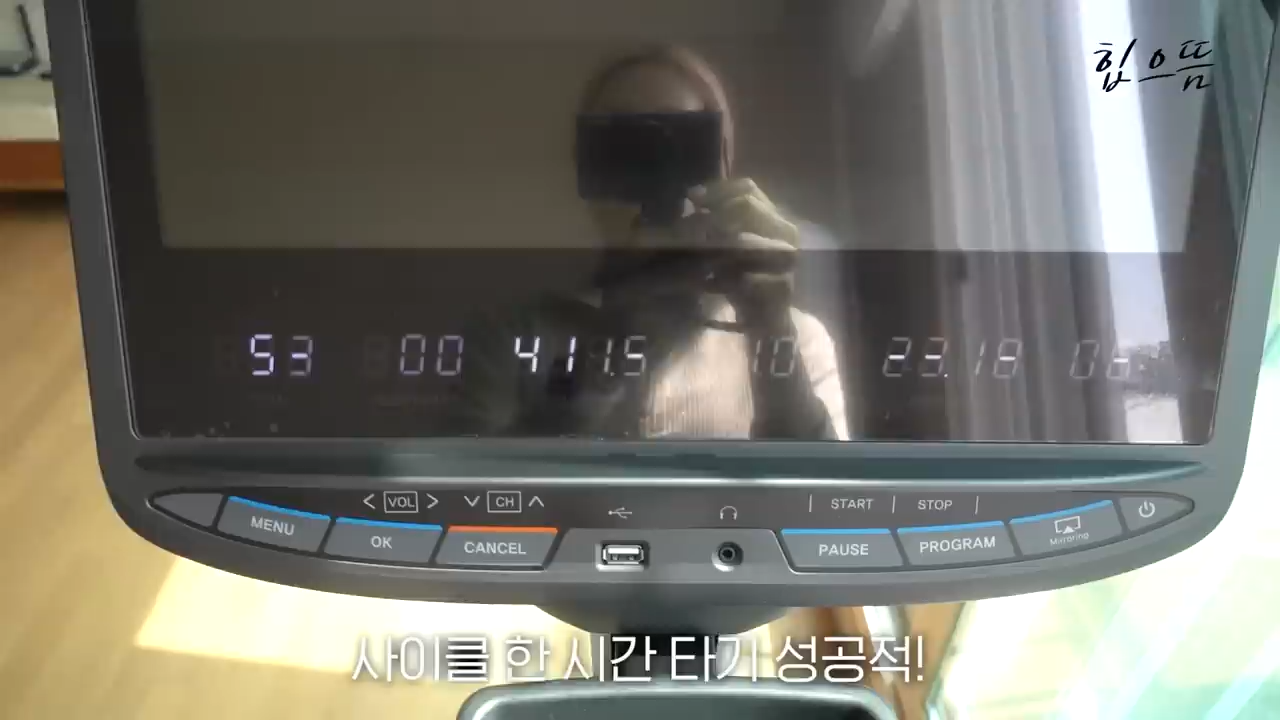 힙으뜸
53 00 411.5 10 23.18
< VOL > ∨ CH ∧ | START | STOP |
MENU OK CANCEL PAUSE PROGRAM Mirroring
사이클 한 시간 타기 성공적!